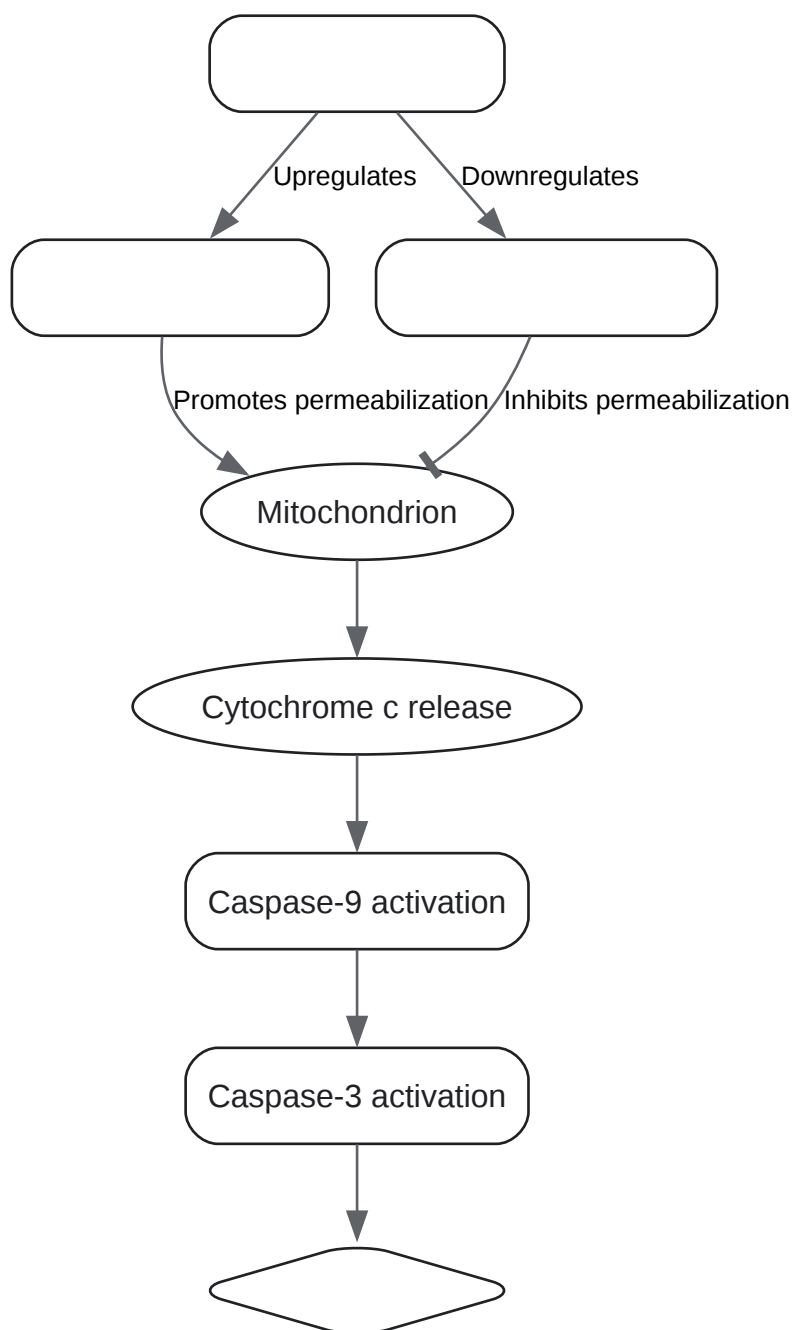 Upregulates
Downregulates
Promotes permeabilization
Inhibits permeabilization
Mitochondrion
Cytochrome c release
Caspase-9 activation
Caspase-3 activation